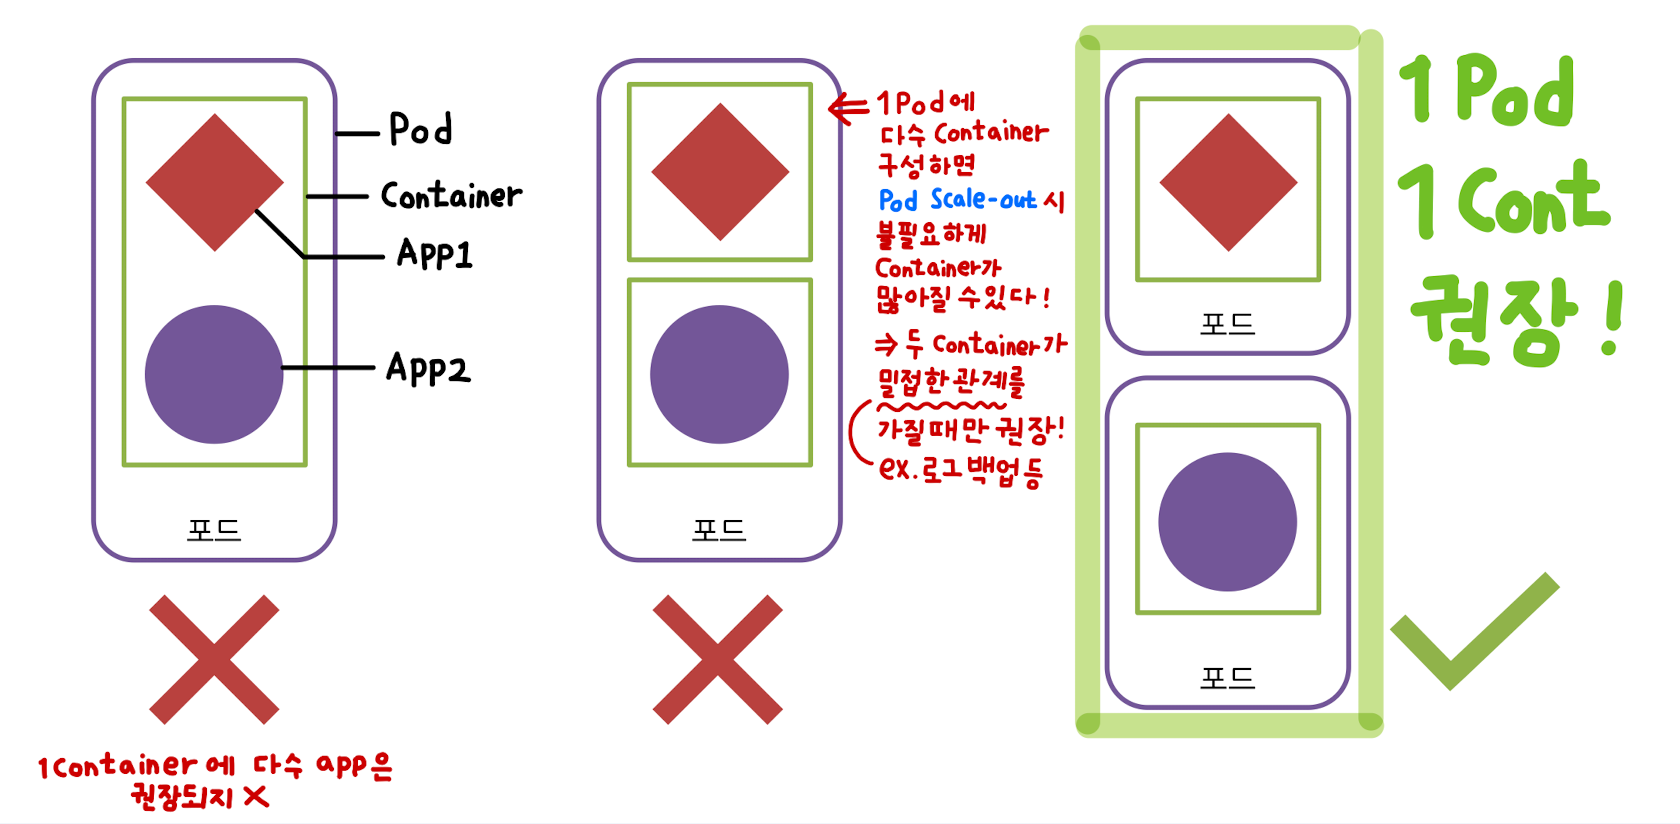 Pod
Container
App1
App2
포드
1Container에 다수 app은
권장되지 X
1Pod에
다수 Container
구성하면
Pod Scale-out 시
불필요하게
Container가
많아질 수 있다!
⇒ 두 Container가
밀접한 관계를
가질 때만 권장!
ex. 로그 백업 등
포드
포드
포드
1 Pod
1 Cont
권장!